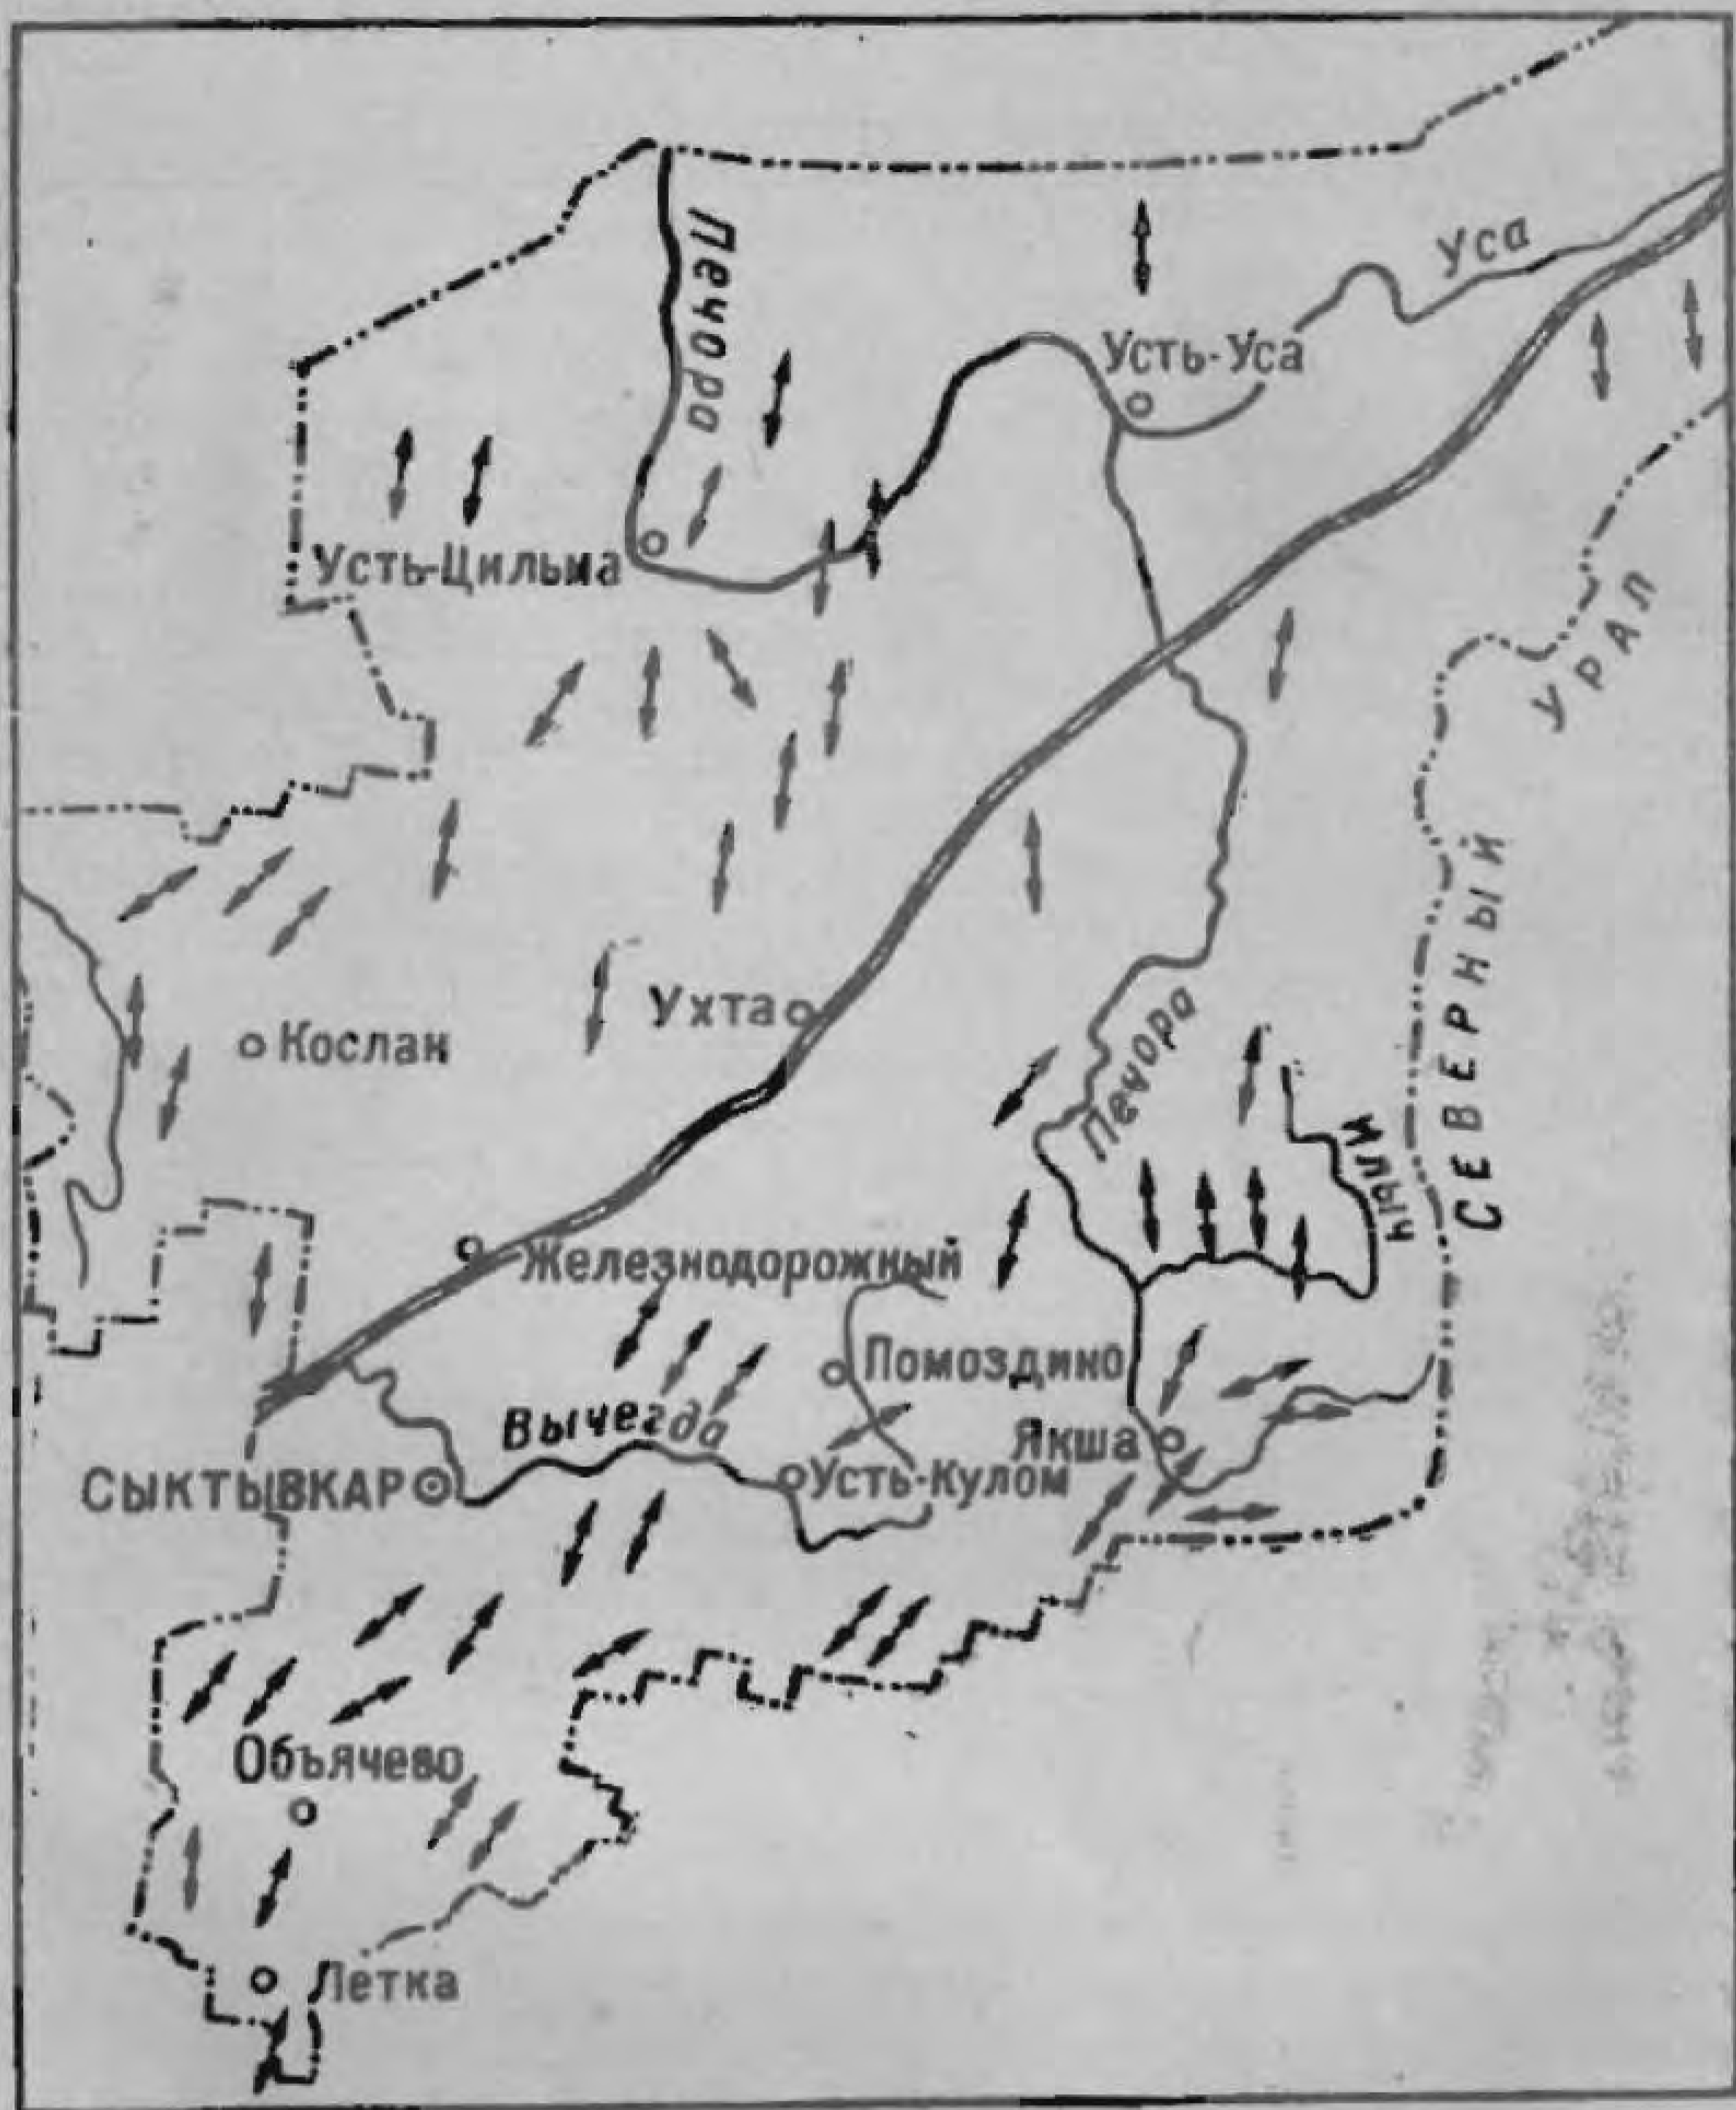 Печора
Уса
Усть-Уса
Усть-Цильма
УРАЛ
СЕВЕРНЫЙ
Ухта
Кослан
Печора
Илыч
Железнодорожный
Помоздино
Вычегда
Якша
СЫКТЫВКАР
Усть-Кулом
Объячево
Летка